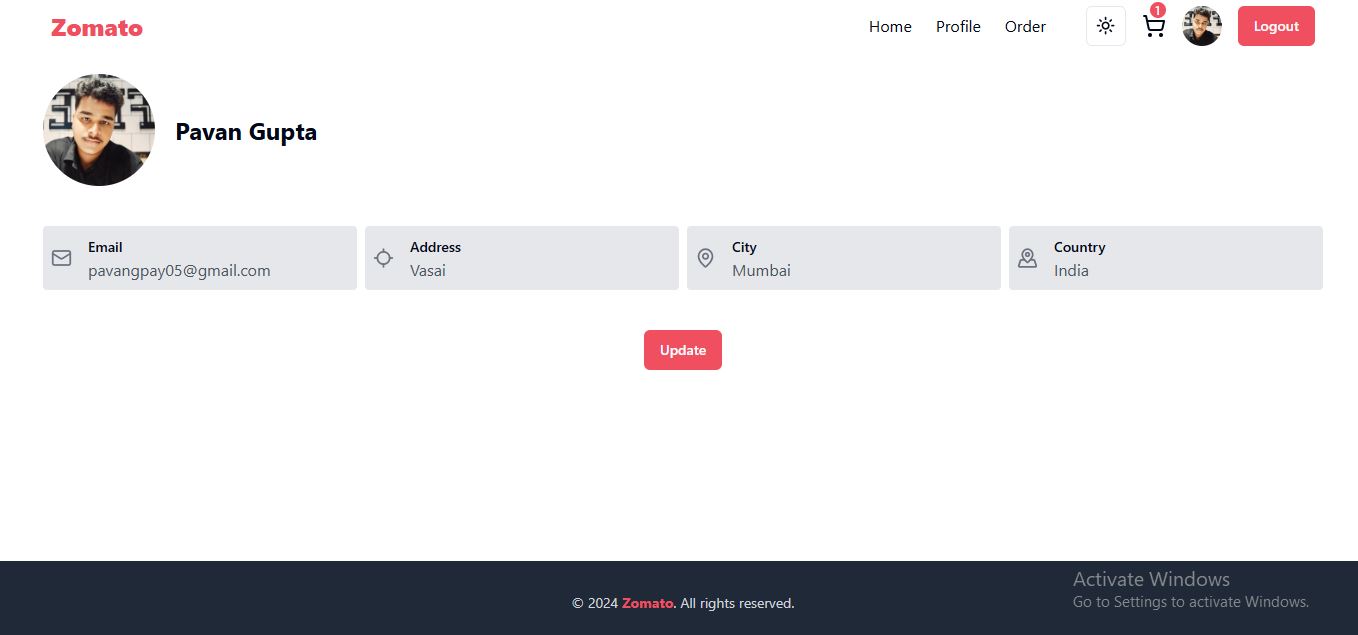 Zomato
Home Profile Order
1
Logout
Pavan Gupta
Email
pavangpay05@gmail.com
Address
Vasai
City
Mumbai
Country
India
Update
Activate Windows
Go to Settings to activate Windows.
© 2024 Zomato. All rights reserved.